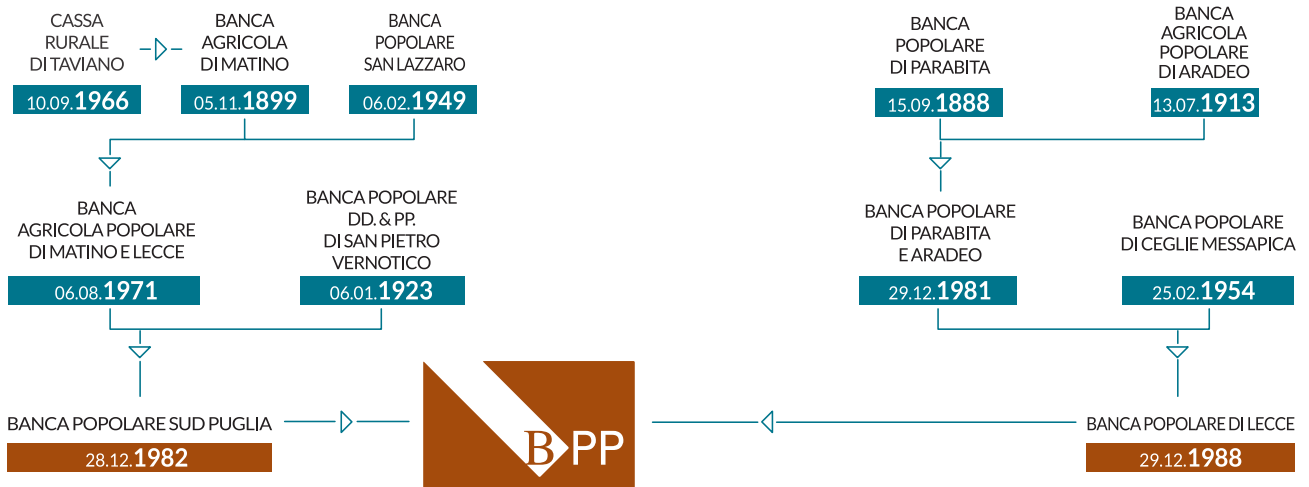 CASSA
RURALE
DI TAVIANO
10.09.1966
BANCA
AGRICOLA
DI MATINO
05.11.1899
BANCA
POPOLARE
SAN LAZZARO
06.02.1949
BANCA
POPOLARE
DI PARABITA
15.09.1888
BANCA
AGRICOLA
POPOLARE
DI ARADEO
13.07.1913
BANCA
AGRICOLA POPOLARE
DI MATINO E LECCE
06.08.1971
BANCA POPOLARE
DD. & PP.
DI SAN PIETRO
VERNOTICO
06.01.1923
BANCA POPOLARE
DI PARABITA
E ARADEO
29.12.1981
BANCA POPOLARE
DI CEGLIE MESSAPICA
25.02.1954
BANCA POPOLARE SUD PUGLIA
28.12.1982
BPP
BANCA POPOLARE DI LECCE
29.12.1988